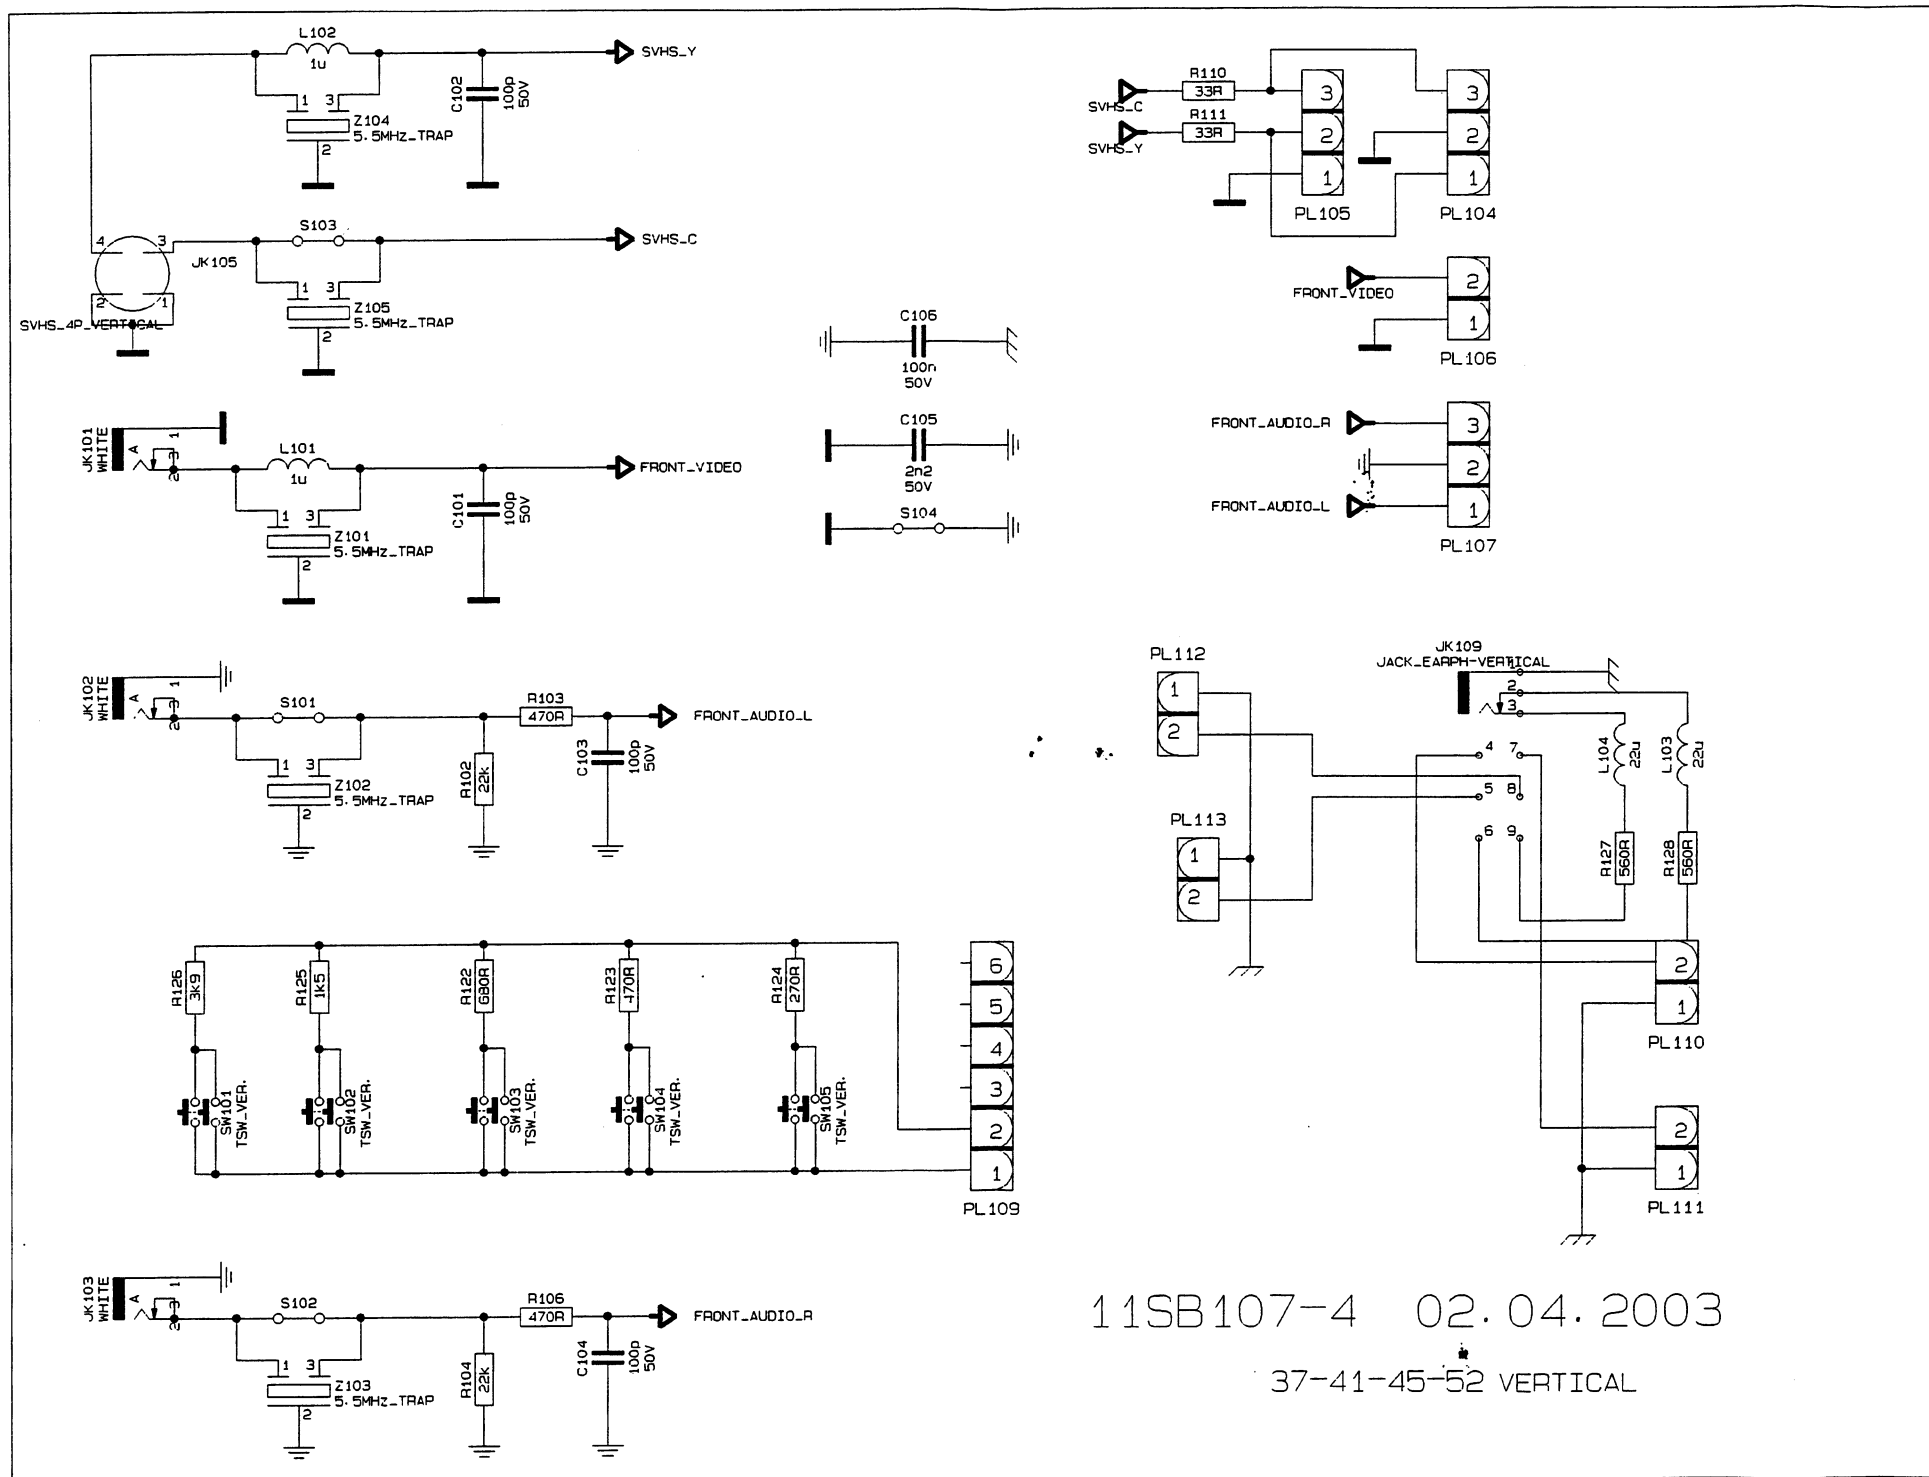 L102
1u
SVHS_Y
C102
100p
50V
1 3
Z104
5.5MHz_TRAP
2
4 3
JK105
2 1
SVHS_4P_VERTICAL
S103
SVHS_C
1 3
Z105
5.5MHz_TRAP
2
JK101
WHITE
A
1
3
2
L101
1u
FRONT_VIDEO
C101
100p
50V
1 3
Z101
5.5MHz_TRAP
2
C106
100n
50V
C105
2n2
50V
S104
SVHS_C
R110
33R
SVHS_Y
R111
33R
3
2
1
PL105
3
2
1
PL104
FRONT_VIDEO
2
1
PL106
FRONT_AUDIO_R
FRONT_AUDIO_L
3
2
1
PL107
JK102
WHITE
A
1
3
2
S101
1 3
Z102
5.5MHz_TRAP
2
R102
22k
R103
470R
C103
100p
50V
FRONT_AUDIO_L
PL112
1
2
PL113
1
2
JK109
JACK_EARPH-VERTICAL
1
2
3
4 7
5 8
6 9
L104
22u
L103
22u
R127
560R
R128
560R
2
1
PL110
2
1
PL111
R126
3K9
R125
1K5
R122
680R
R123
470R
R124
270R
SW101
TSW_VER.
SW102
TSW_VER.
SW103
TSW_VER.
SW104
TSW_VER.
SW105
TSW_VER.
6
5
4
3
2
1
PL109
JK103
WHITE
A
1
3
2
S102
1 3
Z103
5.5MHz_TRAP
2
R104
22k
R106
470R
C104
100p
50V
FRONT_AUDIO_R
11SB107-4 02.04.2003
37-41-45-52 VERTICAL